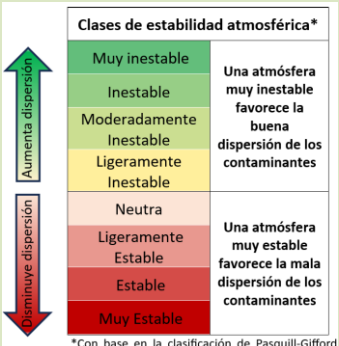 Clases de estabilidad atmosférica*
Aumenta dispersión
Muy inestable
Inestable
Moderadamente
Inestable
Ligeramente
Inestable
Una atmósfera
muy inestable
favorece la
buena
dispersión de los
contaminantes
Disminuye dispersión
Neutra
Ligeramente
Estable
Estable
Muy Estable
Una atmósfera
muy estable
favorece la mala
dispersión de los
contaminantes
*Con base en la clasificación de Pasquill-Gifford